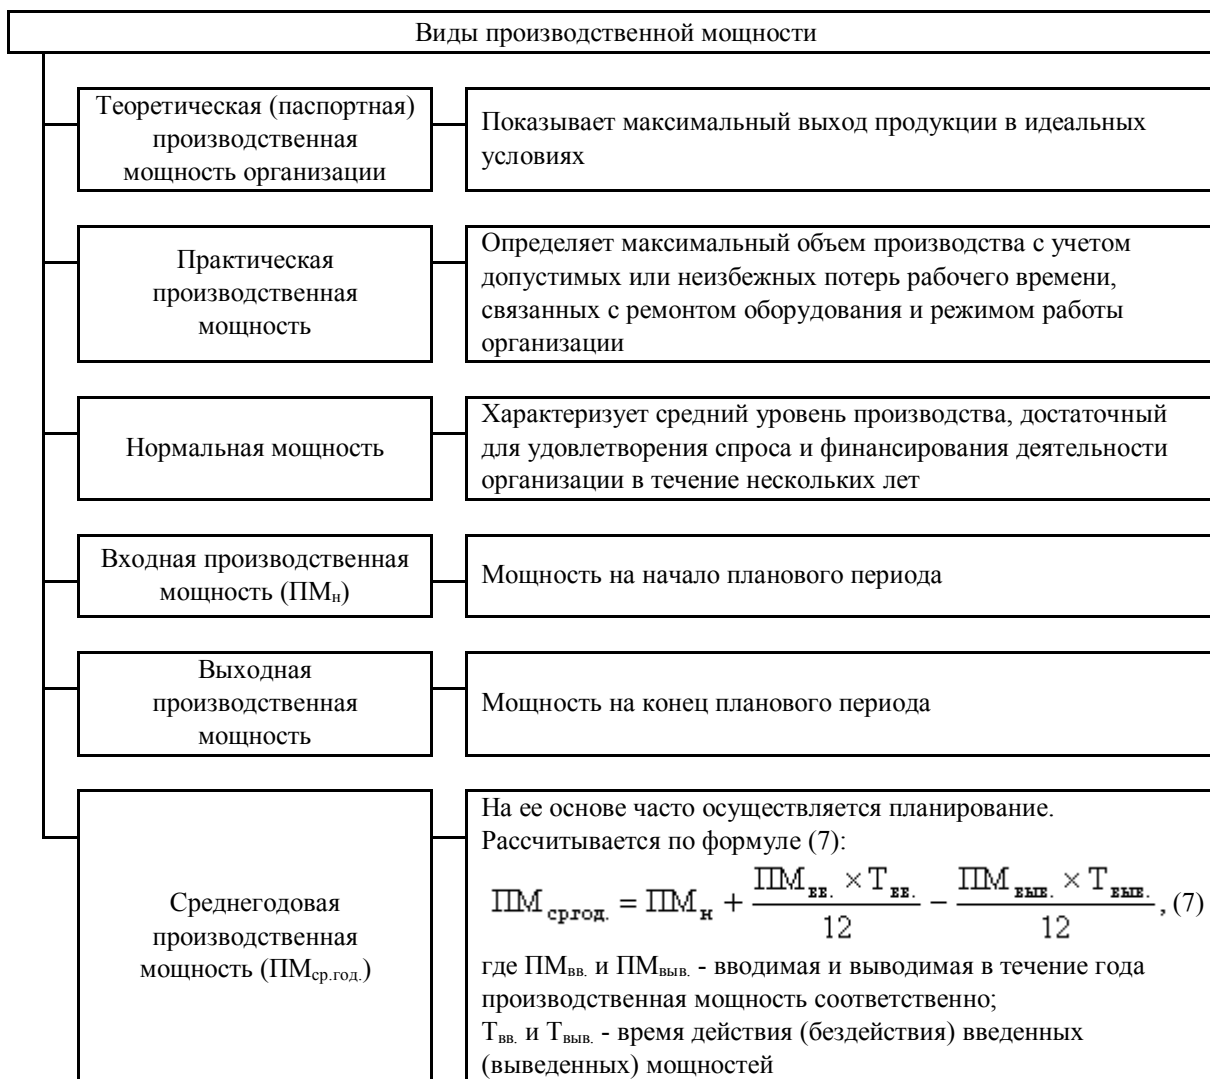 Виды производственной мощности
Теоретическая (паспортная)
производственная
мощность организации
Показывает максимальный выход продукции в идеальных
условиях
Практическая
производственная
мощность
Определяет максимальный объем производства с учетом
допустимых или неизбежных потерь рабочего времени,
связанных с ремонтом оборудования и режимом работы
организации
Нормальная мощность
Характеризует средний уровень производства, достаточный
для удовлетворения спроса и финансирования деятельности
организации в течение нескольких лет
Входная производственная
мощность (ПМн)
Мощность на начало планового периода
Выходная
производственная
мощность
Мощность на конец планового периода
Среднегодовая
производственная
мощность (ПМср.год.)
На ее основе часто осуществляется планирование.
Рассчитывается по формуле (7):
ПМср.год. = ПМн + ПМвв. × Твв. / 12 − ПМвыв. × Твыв. / 12, (7)
где ПМвв. и ПМвыв. - вводимая и выводимая в течение года
производственная мощность соответственно;
Твв. и Твыв. - время действия (бездействия) введенных
(выведенных) мощностей